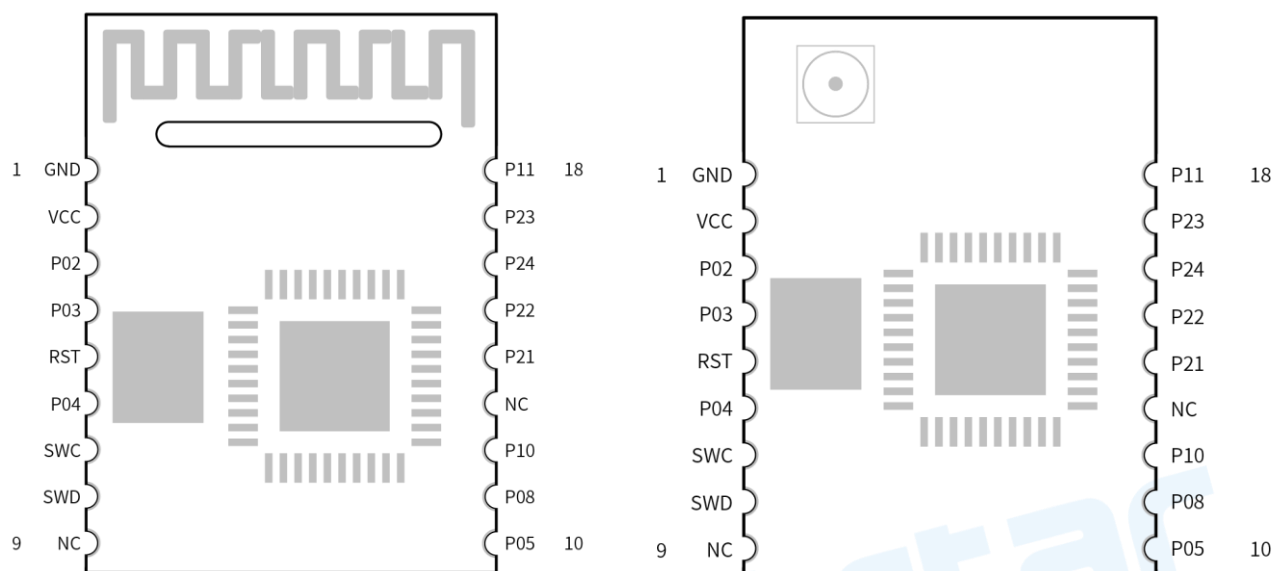 1 GND P11 18 1 GND P11 18
VCC P23 VCC P23
P02 P24 P02 P24
P03 P22 P03 P22
RST P21 RST P21
P04 NC P04 NC
SWC P10 SWC P10
SWD P08 SWD P08
9 NC P05 10 9 NC P05 10